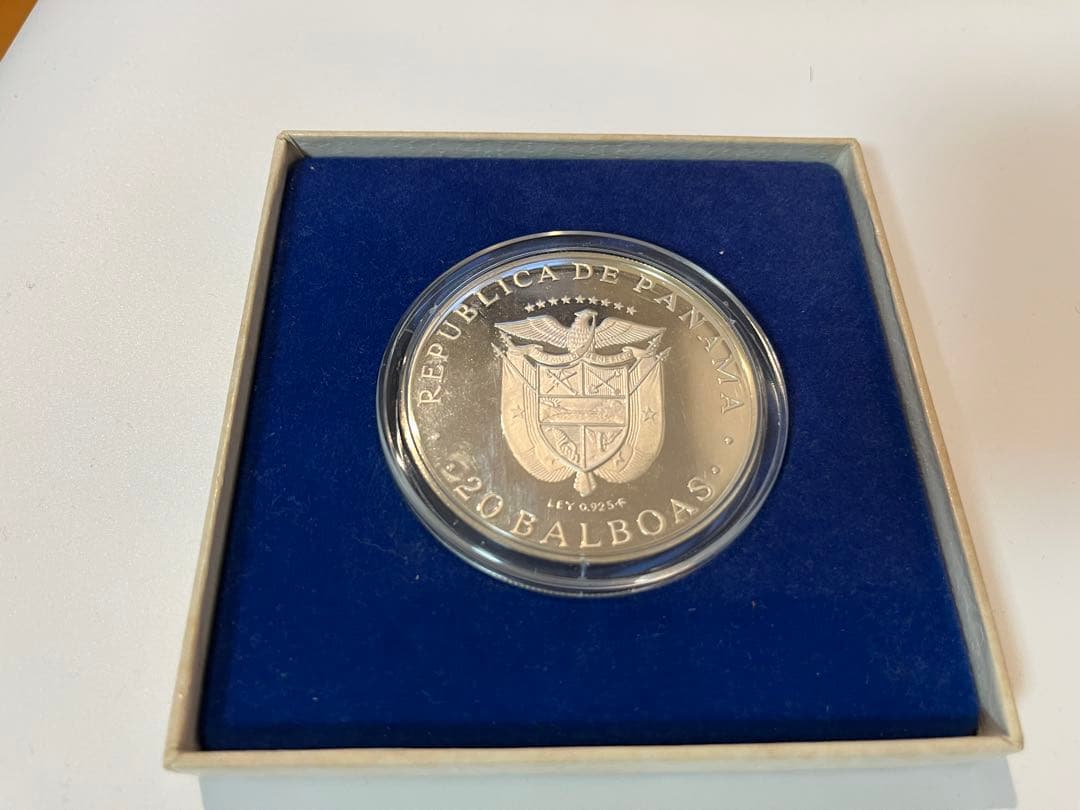 REPUBLICA DE PANAMA
LEY 0.925
20 BALBOAS